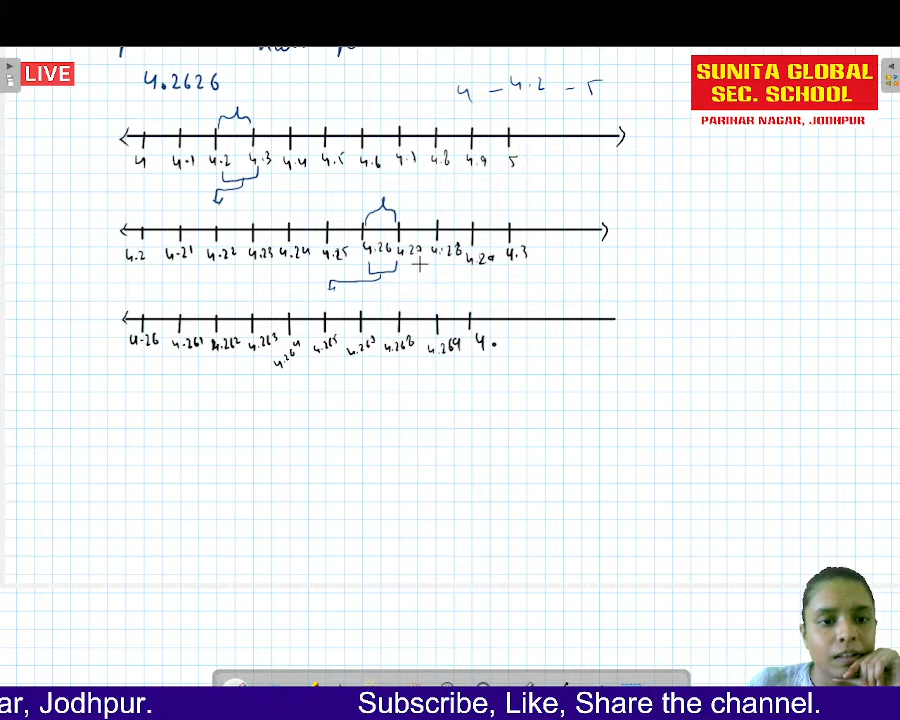 LIVE
SUNITA GLOBAL
SEC. SCHOOL
PARIHAR NAGAR, JODHPUR
4.2626
4 – 4.2 – 5
4 4.1 4.2 4.3 4.4 4.5 4.6 4.7 4.8 4.9 5
4.2 4.21 4.22 4.23 4.24 4.25 4.26 4.27 4.28 4.29 4.3
4.26 4.261 4.262 4.263 4.264 4.265 4.268 4.269 4.
ar, Jodhpur. Subscribe, Like, Share the channel.